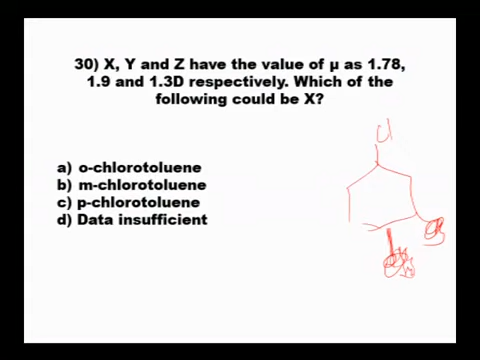 30) X, Y and Z have the value of μ as 1.78,
1.9 and 1.3D respectively. Which of the
following could be X?
a) o-chlorotoluene
b) m-chlorotoluene
c) p-chlorotoluene
d) Data insufficient
Cl